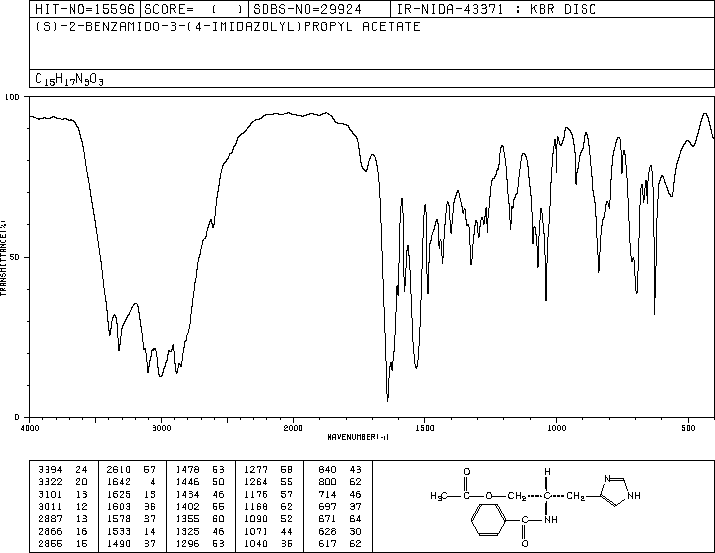 HIT-NO=15596 SCORE= ( ) SDBS-NO=29924 IR-NIDA-43371 : KBR DISC
(S)-2-BENZAMIDO-3-(4-IMIDAZOLYL)PROPYL ACETATE
C15H17N3O3
100
TRANSMITTANCE(%)
50
0
4000 3000 2000 1500 1000 500
WAVENUMBER(-1)
3394 24 2610 57 1478 53 1277 58 840 43
3322 20 1642 4 1446 50 1264 55 800 62
3101 13 1625 15 1434 46 1176 57 714 46
3011 12 1603 36 1402 55 1168 62 697 37
2887 13 1578 37 1355 60 1090 52 671 64
2866 16 1533 14 1325 46 1071 44 628 30
2855 15 1490 37 1296 53 1040 35 617 62
O H N
H3C O CH2 C CH2 NH
NH
C
O